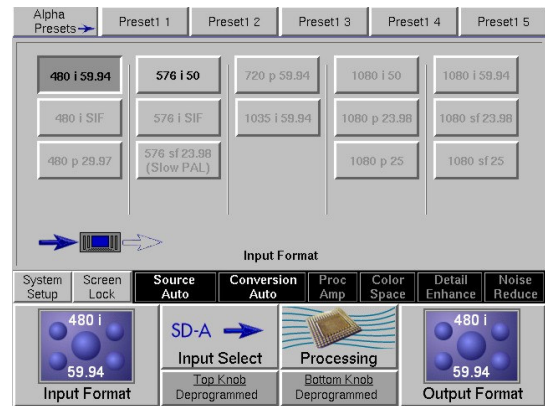 Alpha
Presets
Preset1 1
Preset1 2
Preset1 3
Preset1 4
Preset1 5
480 i 59.94
576 i 50
720 p 59.94
1080 i 50
1080 i 59.94
480 i SIF
576 i SIF
1035 i 59.94
1080 p 23.98
1080 sf 23.98
480 p 29.97
576 sf 23.98
(Slow PAL)
1080 p 25
1080 sf 25
Input Format
System
Setup
Screen
Lock
Source
Auto
Conversion
Auto
Proc
Amp
Color
Space
Detail
Enhance
Noise
Reduce
480 i
59.94
Input Format
SD-A
Input Select
Top Knob
Deprogrammed
Processing
Bottom Knob
Deprogrammed
480 i
59.94
Output Format